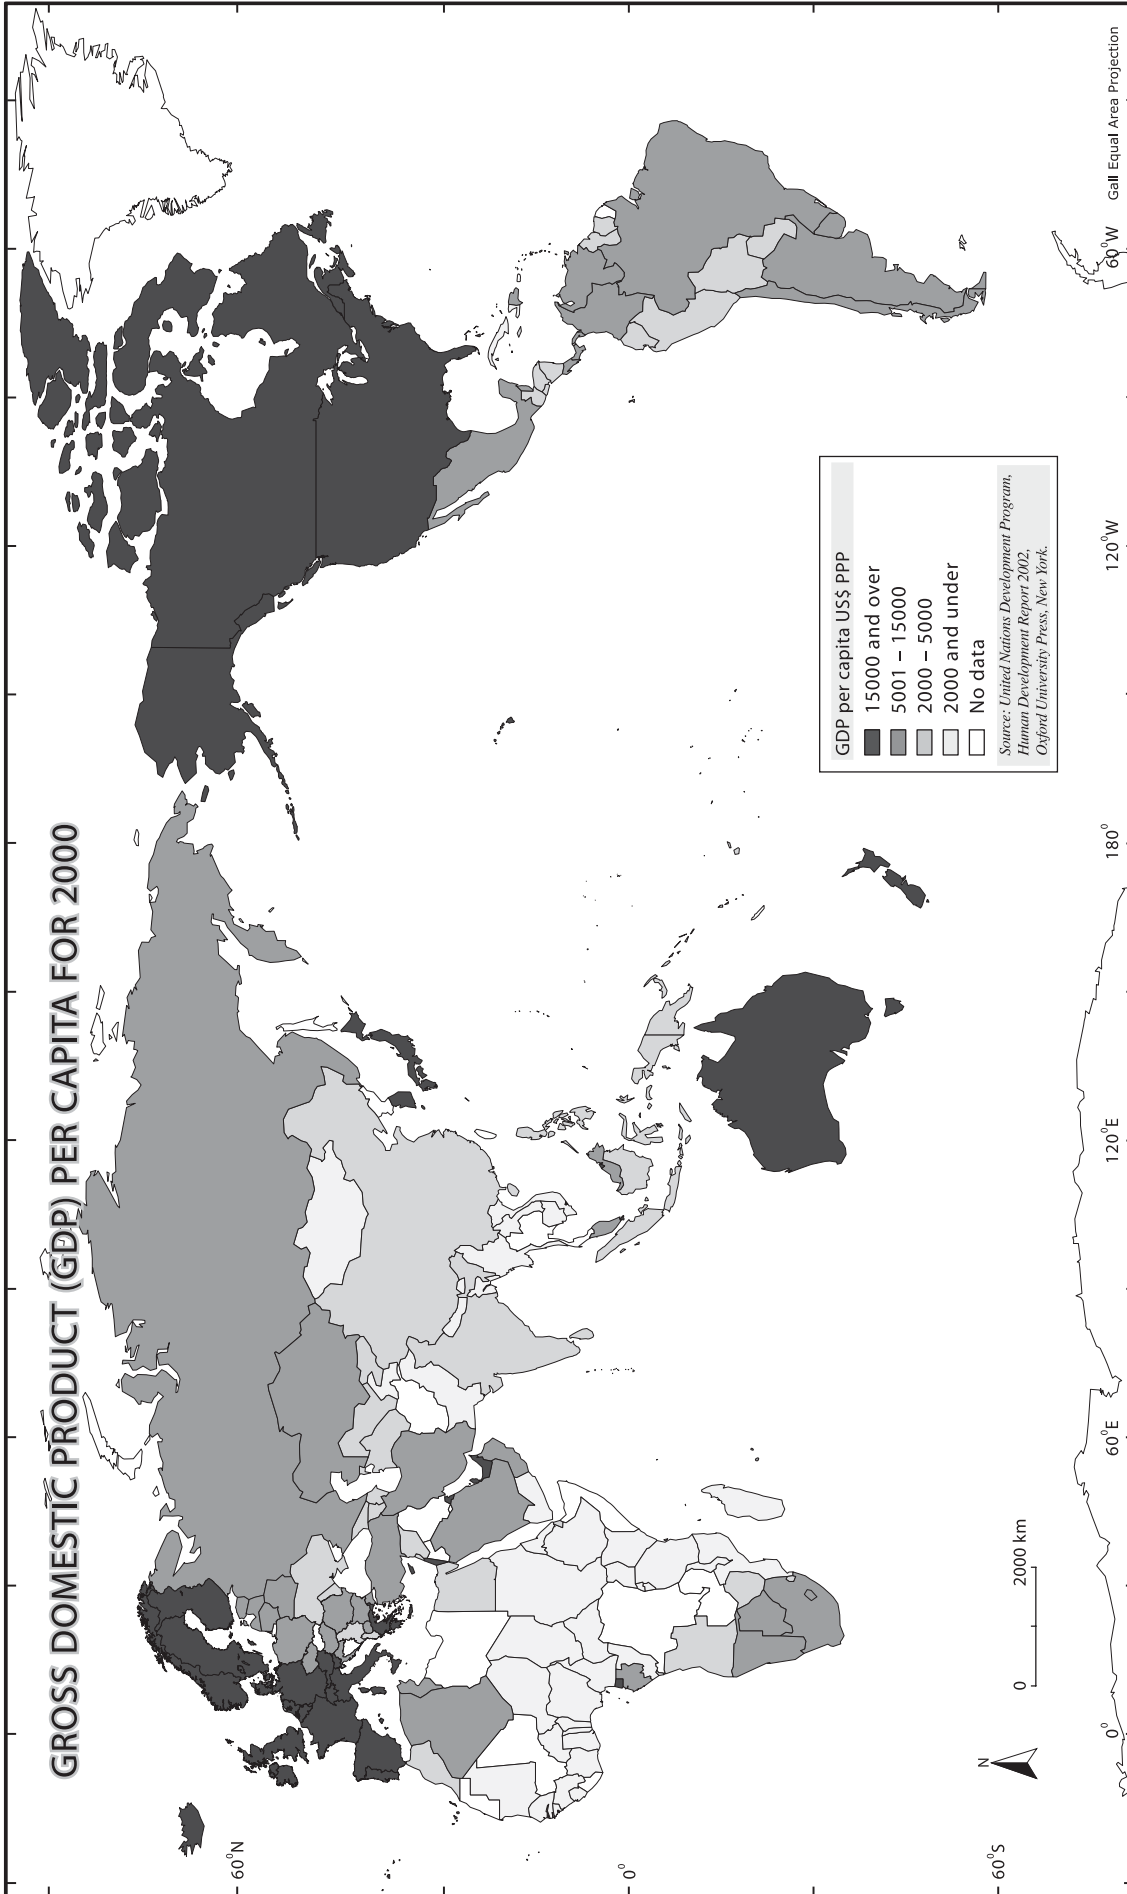 GROSS DOMESTIC PRODUCT (GDP) PER CAPITA FOR 2000
60°N
0°
60°S
N
0
2000 km
0°
60°E
120°E
180°
120°W
60°W
GDP per capita US$ PPP
15000 and over
5001 – 15000
2000 – 5000
2000 and under
No data
Source: United Nations Development Program,
Human Development Report 2002,
Oxford University Press, New York.
Gall Equal Area Projection